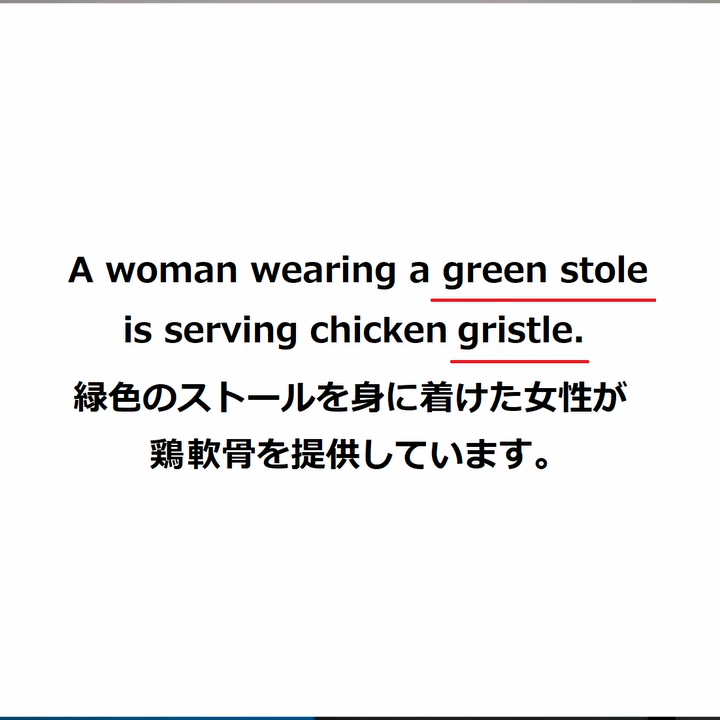 A woman wearing a green stole
is serving chicken gristle.
緑色のストールを身に着けた女性が
鶏軟骨を提供しています。